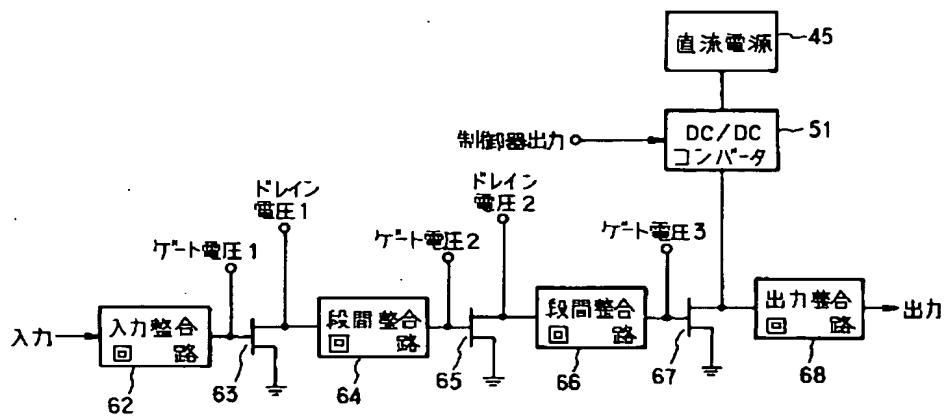 直流電源
45
DC/DC
コンバータ
51
制御器出力
ドレイン
電圧1
ドレイン
電圧2
ゲート電圧1
ゲート電圧2
ゲート電圧3
入力
入力整合
回路
段間整合
回路
段間整合
回路
出力整合
回路
出力
62
63
64
65
66
67
68